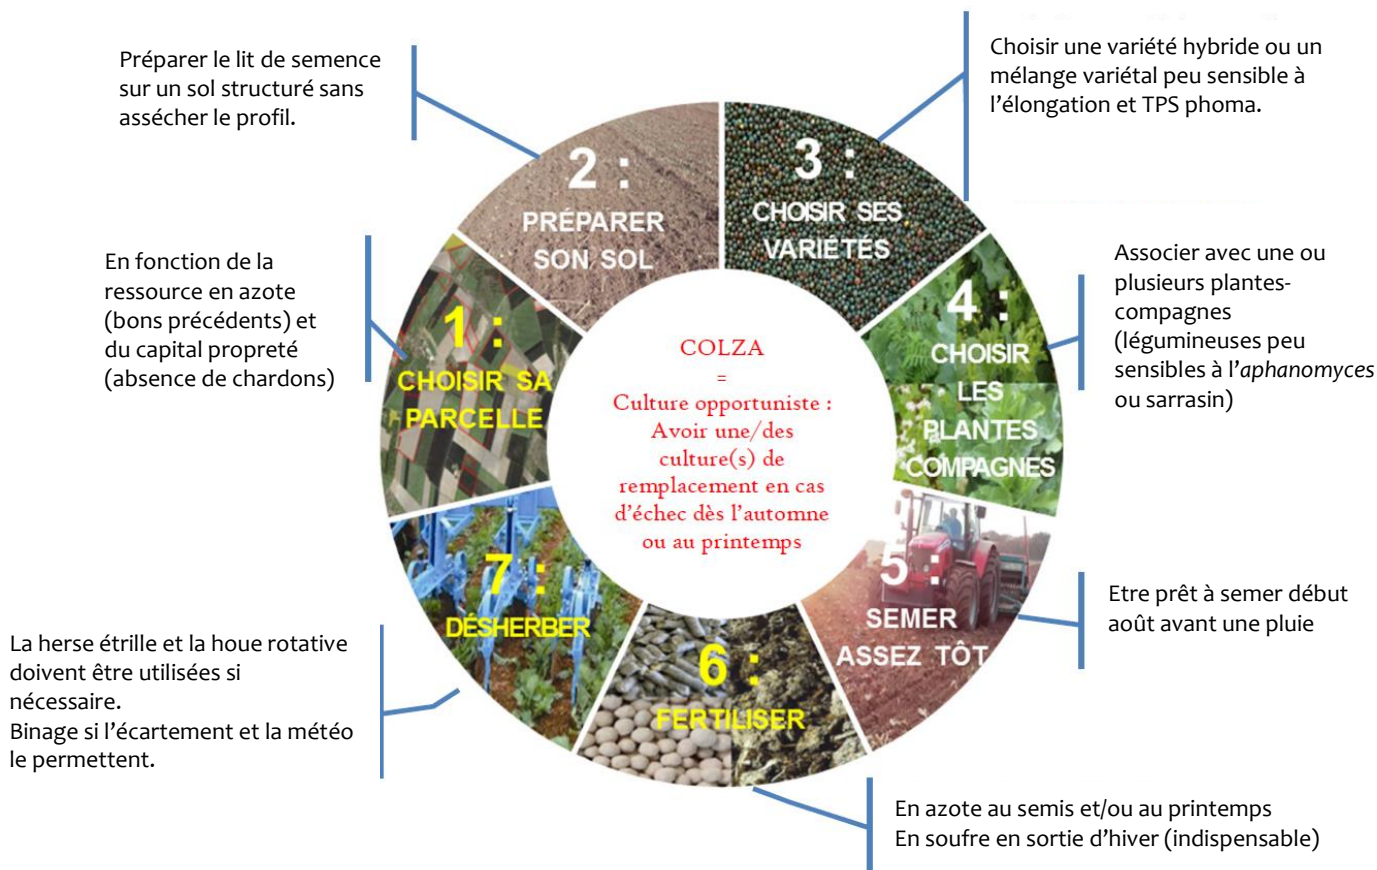 Préparer le lit de semence
sur un sol structuré sans
assécher le profil.
Choisir une variété hybride ou un
mélange variétal peu sensible à
l’élongation et TPS phoma.
2 :
PRÉPARER
SON SOL
3 :
CHOISIR SES
VARIÉTÉS
En fonction de la
ressource en azote
(bons précédents) et
du capital propreté
(absence de chardons)
1 :
CHOISIR SA
PARCELLE
COLZA
=
Culture opportuniste :
Avoir une/des
culture(s) de
remplacement en cas
d’échec dès l’automne
ou au printemps
4 :
CHOISIR
LES
PLANTES
COMPAGNES
Associer avec une ou
plusieurs plantes-
compagnes
(légumineuses peu
sensibles à l’aphanomyces
ou sarrasin)
7 :
DÉSHERBER
5 :
SEMER
ASSEZ TÔT
Etre prêt à semer début
août avant une pluie
La herse étrille et la houe rotative
doivent être utilisées si
nécessaire.
Binage si l’écartement et la météo
le permettent.
6 :
FERTILISER
En azote au semis et/ou au printemps
En soufre en sortie d’hiver (indispensable)